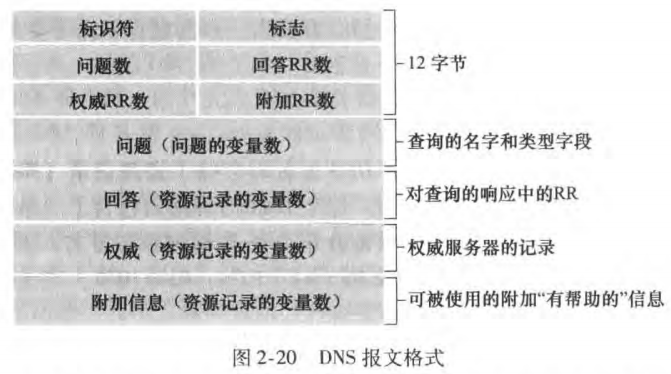 标识符 标志
问题数 回答RR数 12 字节
权威RR数 附加RR数
问题（问题的变量数） 查询的名字和类型字段
回答（资源记录的变量数） 对查询的响应中的RR
权威（资源记录的变量数） 权威服务器的记录
附加信息（资源记录的变量数） 可被使用的附加“有帮助的”信息
图 2-20 DNS 报文格式